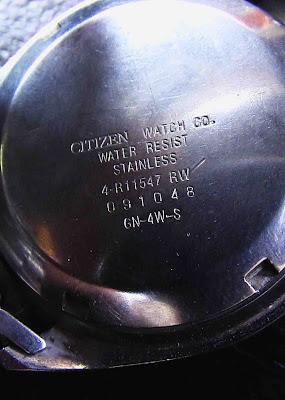 CITIZEN WATCH CO.
WATER RESIST
STAINLESS
4-R11547 RW
091048
GN-4W-S